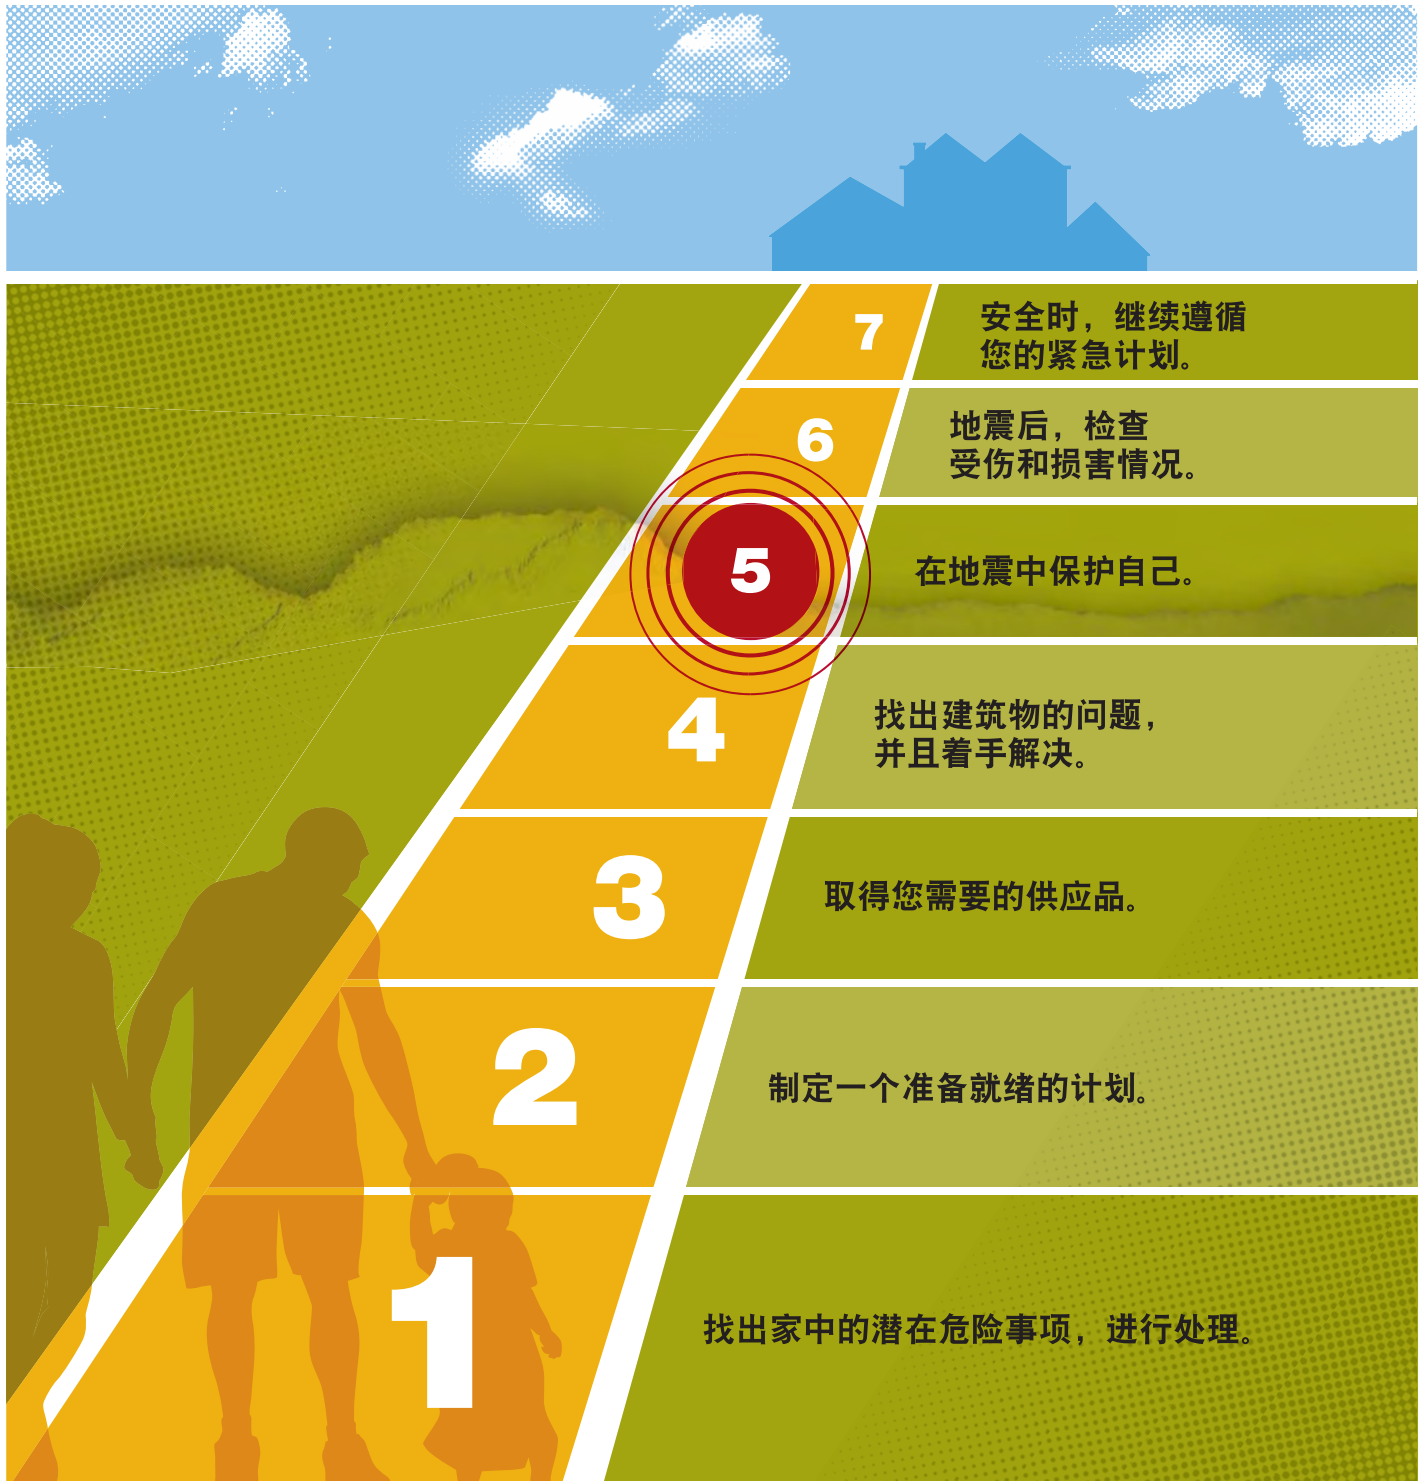 7
安全时，继续遵循
您的紧急计划。
6
地震后，检查
受伤和损害情况。
5
在地震中保护自己。
4
找出建筑物的问题，
并且着手解决。
3
取得您需要的供应品。
2
制定一个准备就绪的计划。
1
找出家中的潜在危险事项，进行处理。